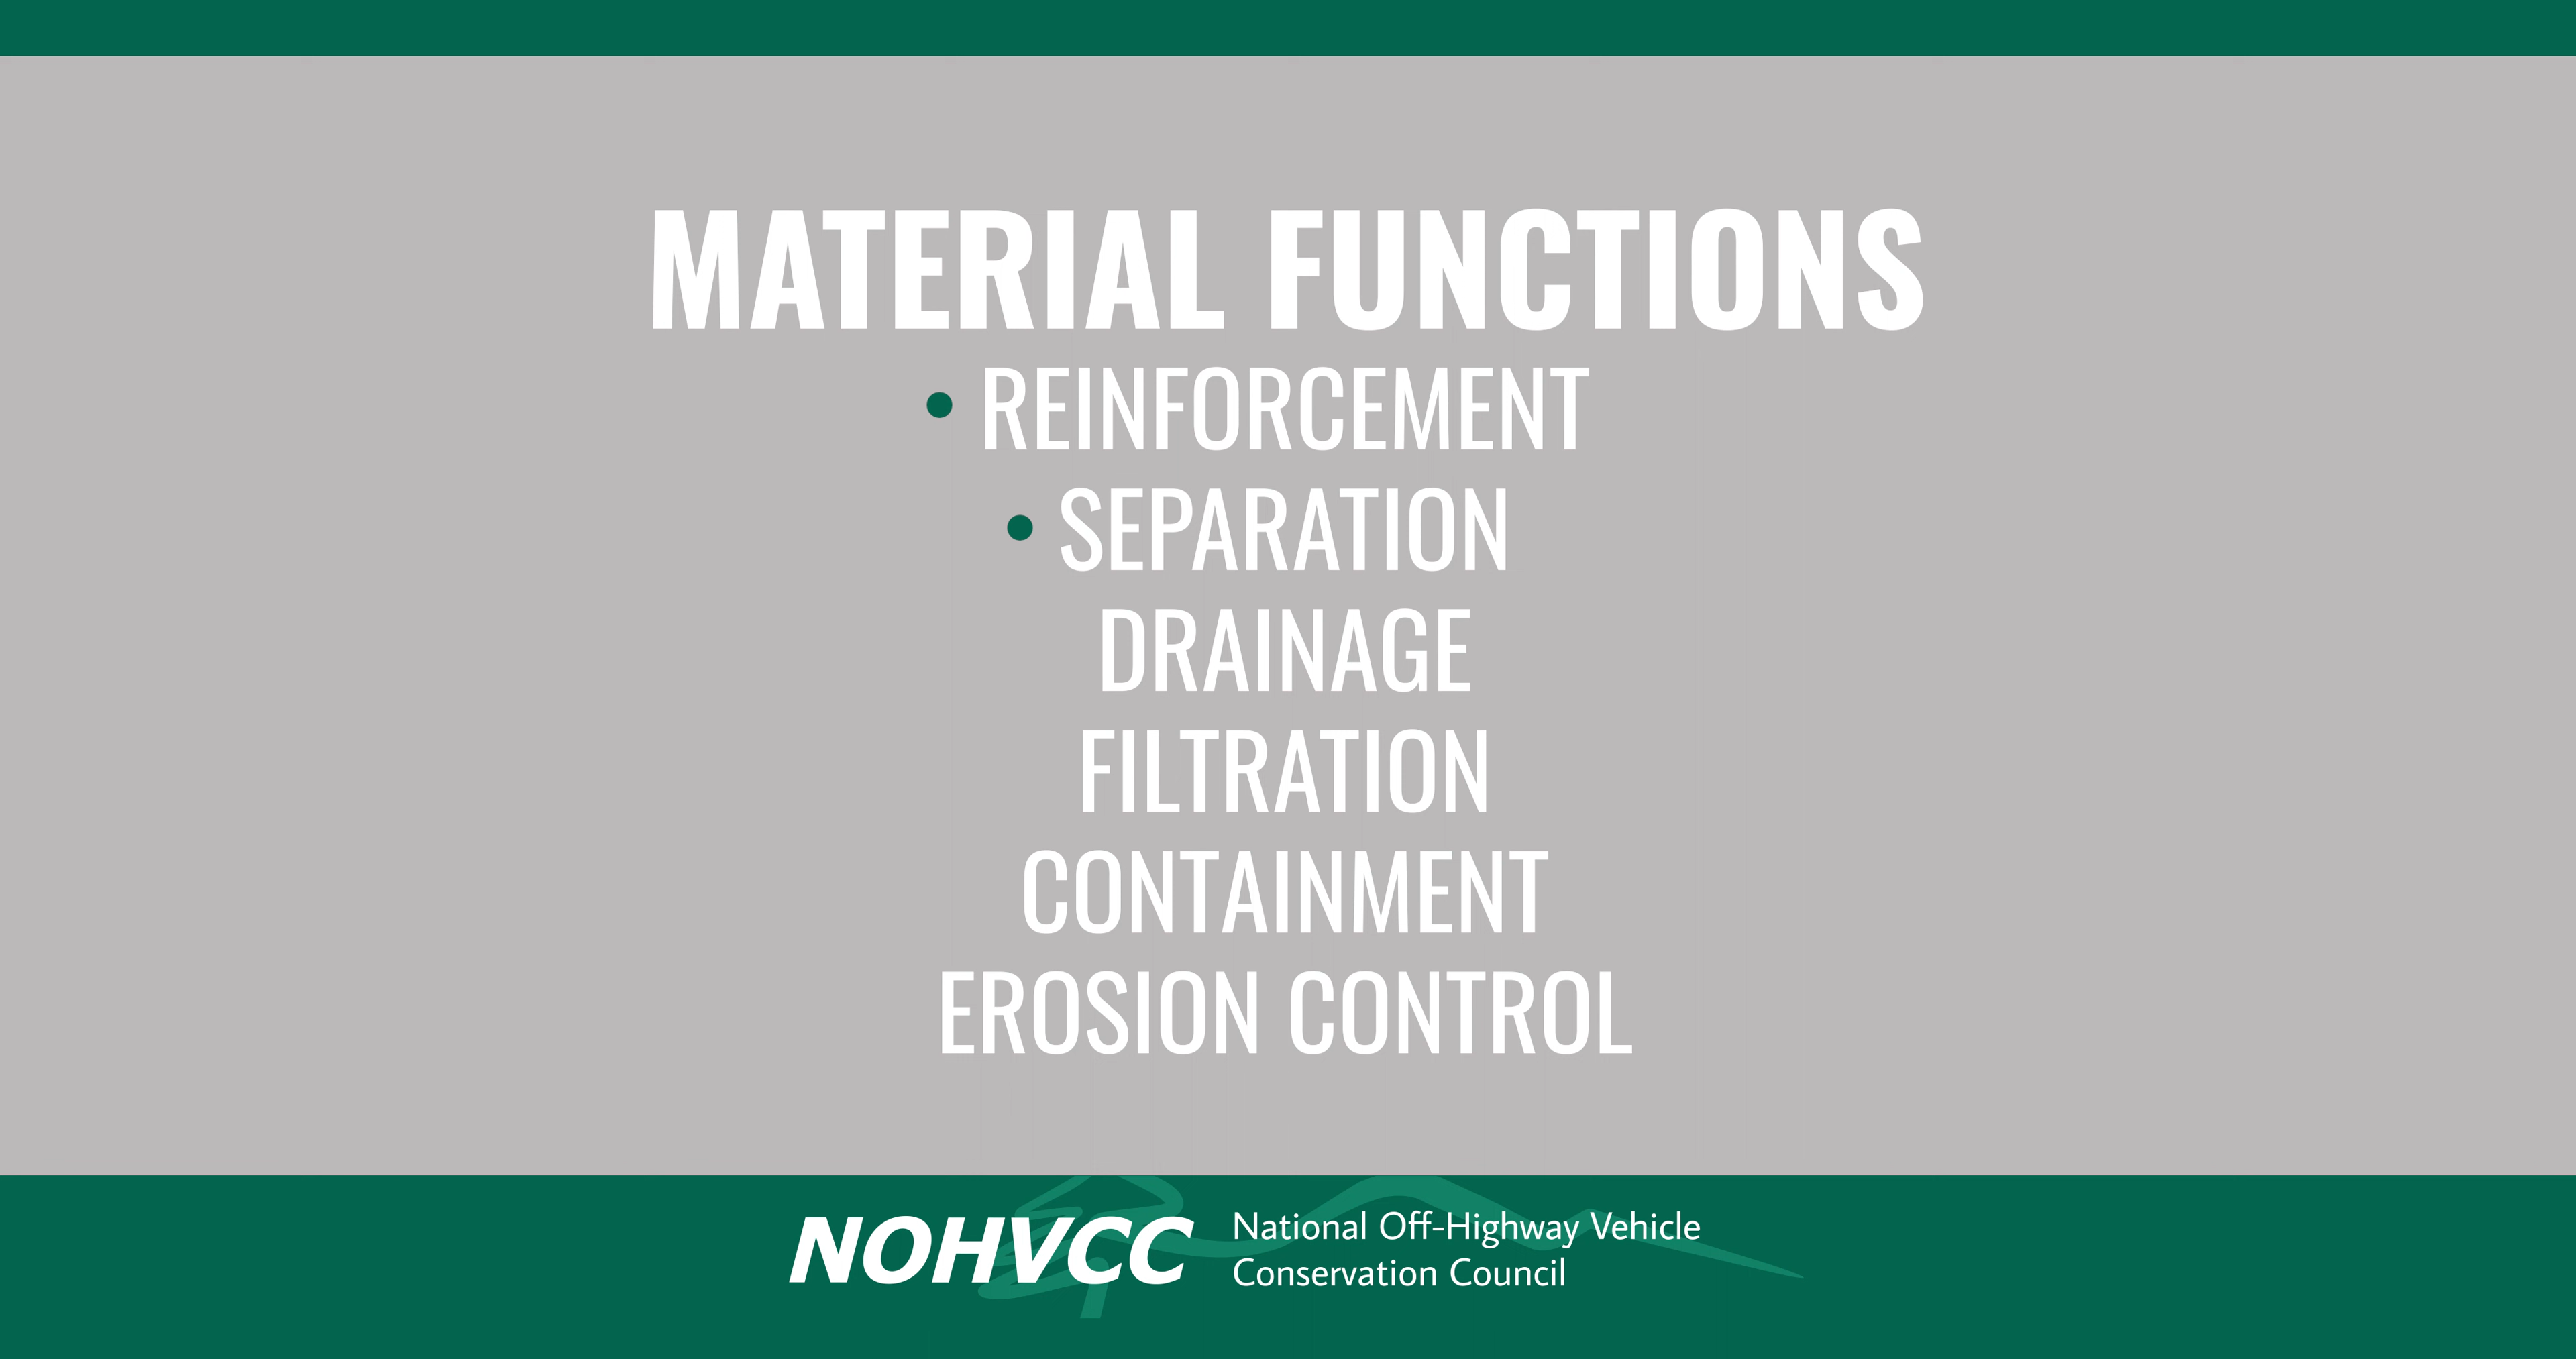 MATERIAL FUNCTIONS
• REINFORCEMENT
• SEPARATION
DRAINAGE
FILTRATION
CONTAINMENT
EROSION CONTROL
NOHVCC
National Off-Highway Vehicle
Conservation Council